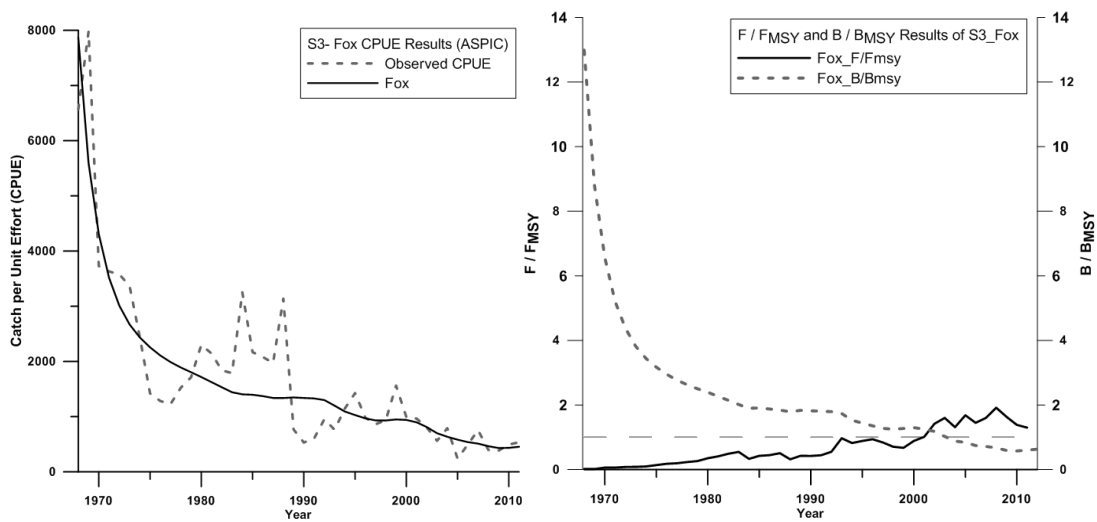 S3- Fox CPUE Results (ASPIC)
Observed CPUE
Fox
Catch per Unit Effort (CPUE)
8000
6000
4000
2000
0
1970
1980
1990
2000
2010
Year
F / FMSY and B / BMSY Results of S3_Fox
Fox_F/Fmsy
Fox_B/Bmsy
F / FMSY
14
12
10
8
6
4
2
0
1970
1980
1990
2000
2010
Year
14
12
10
8
6
4
2
0
B / BMSY